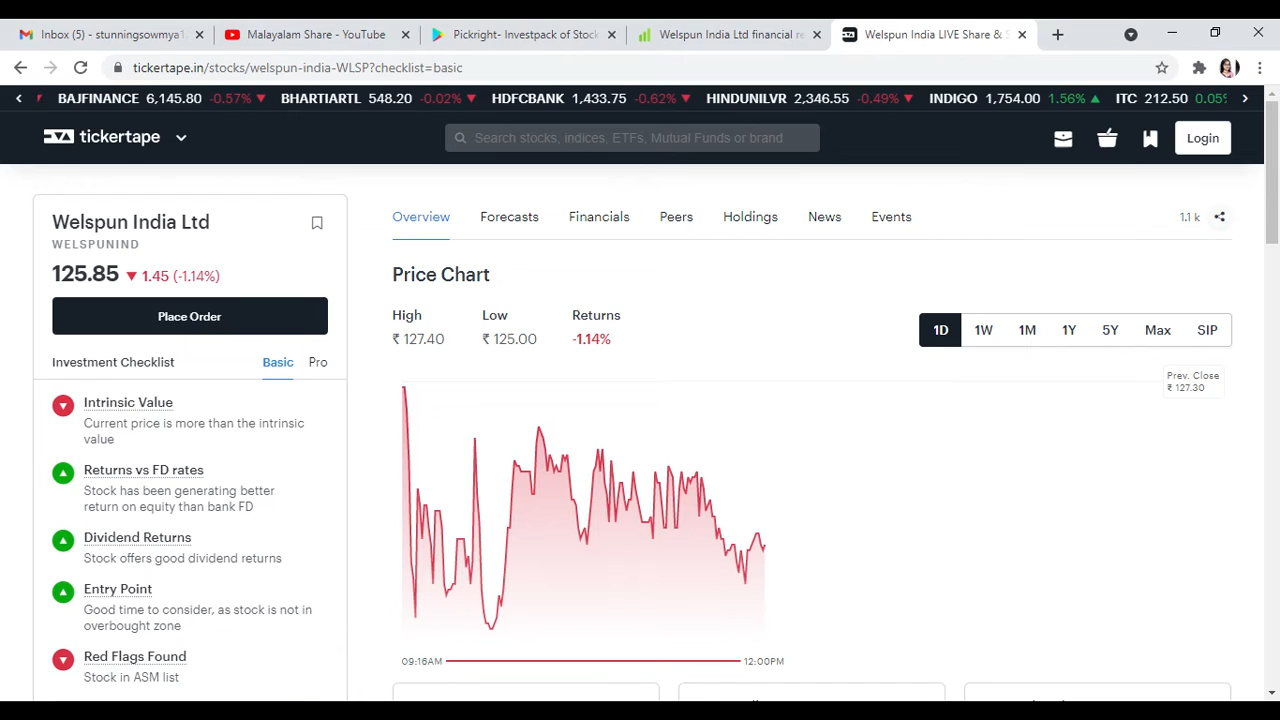 Inbox (5) - stunningsowmya1
Malayalam Share - YouTube
Pickright- Investpack of Stock
Welspun India Ltd financial re
Welspun India LIVE Share & S
tickertape.in/stocks/welspun-india-WLSP?checklist=basic
BAJFINANCE 6,145.80 -0.57% BHARTIARTL 548.20 -0.02% HDFCBANK 1,433.75 -0.62% HINDUNILVR 2,346.55 -0.49% INDIGO 1,754.00 1.56% ITC 212.50 0.05%
tickertape
Search stocks, indices, ETFs, Mutual Funds or brand
Login
Welspun India Ltd
WELSPUNIND
125.85 1.45 (-1.14%)
Place Order
Investment Checklist Basic Pro
Intrinsic Value
Current price is more than the intrinsic
value
Returns vs FD rates
Stock has been generating better
return on equity than bank FD
Dividend Returns
Stock offers good dividend returns
Entry Point
Good time to consider, as stock is not in
overbought zone
Red Flags Found
Stock in ASM list
Overview Forecasts Financials Peers Holdings News Events
1.1 k
Price Chart
High Low Returns
₹ 127.40 ₹ 125.00 -1.14%
1D 1W 1M 1Y 5Y Max SIP
Prev. Close
₹ 127.30
09:16AM 12:00PM